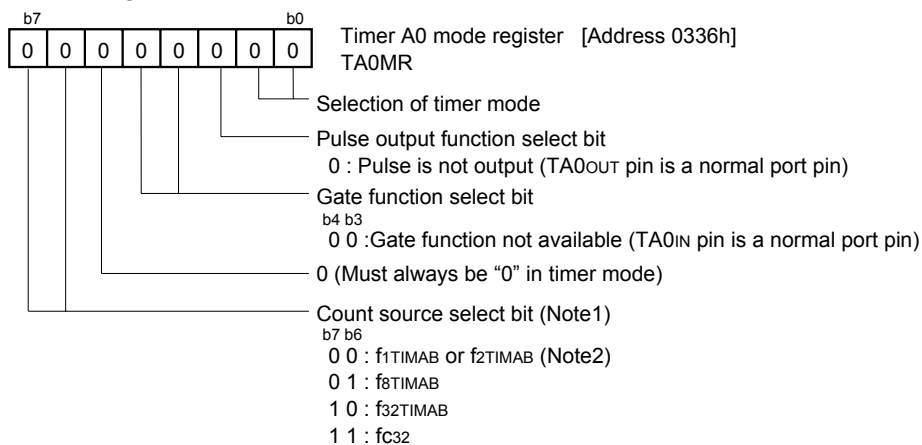 b7 b0
0 0 0 0 0 0 0 0
Timer A0 mode register [Address 0336h]
TA0MR
Selection of timer mode
Pulse output function select bit
0 : Pulse is not output (TA0OUT pin is a normal port pin)
Gate function select bit
b4 b3
0 0 :Gate function not available (TA0IN pin is a normal port pin)
0 (Must always be “0” in timer mode)
Count source select bit (Note1)
b7 b6
0 0 : f1TIMAB or f2TIMAB (Note2)
0 1 : f8TIMAB
1 0 : f32TIMAB
1 1 : fC32